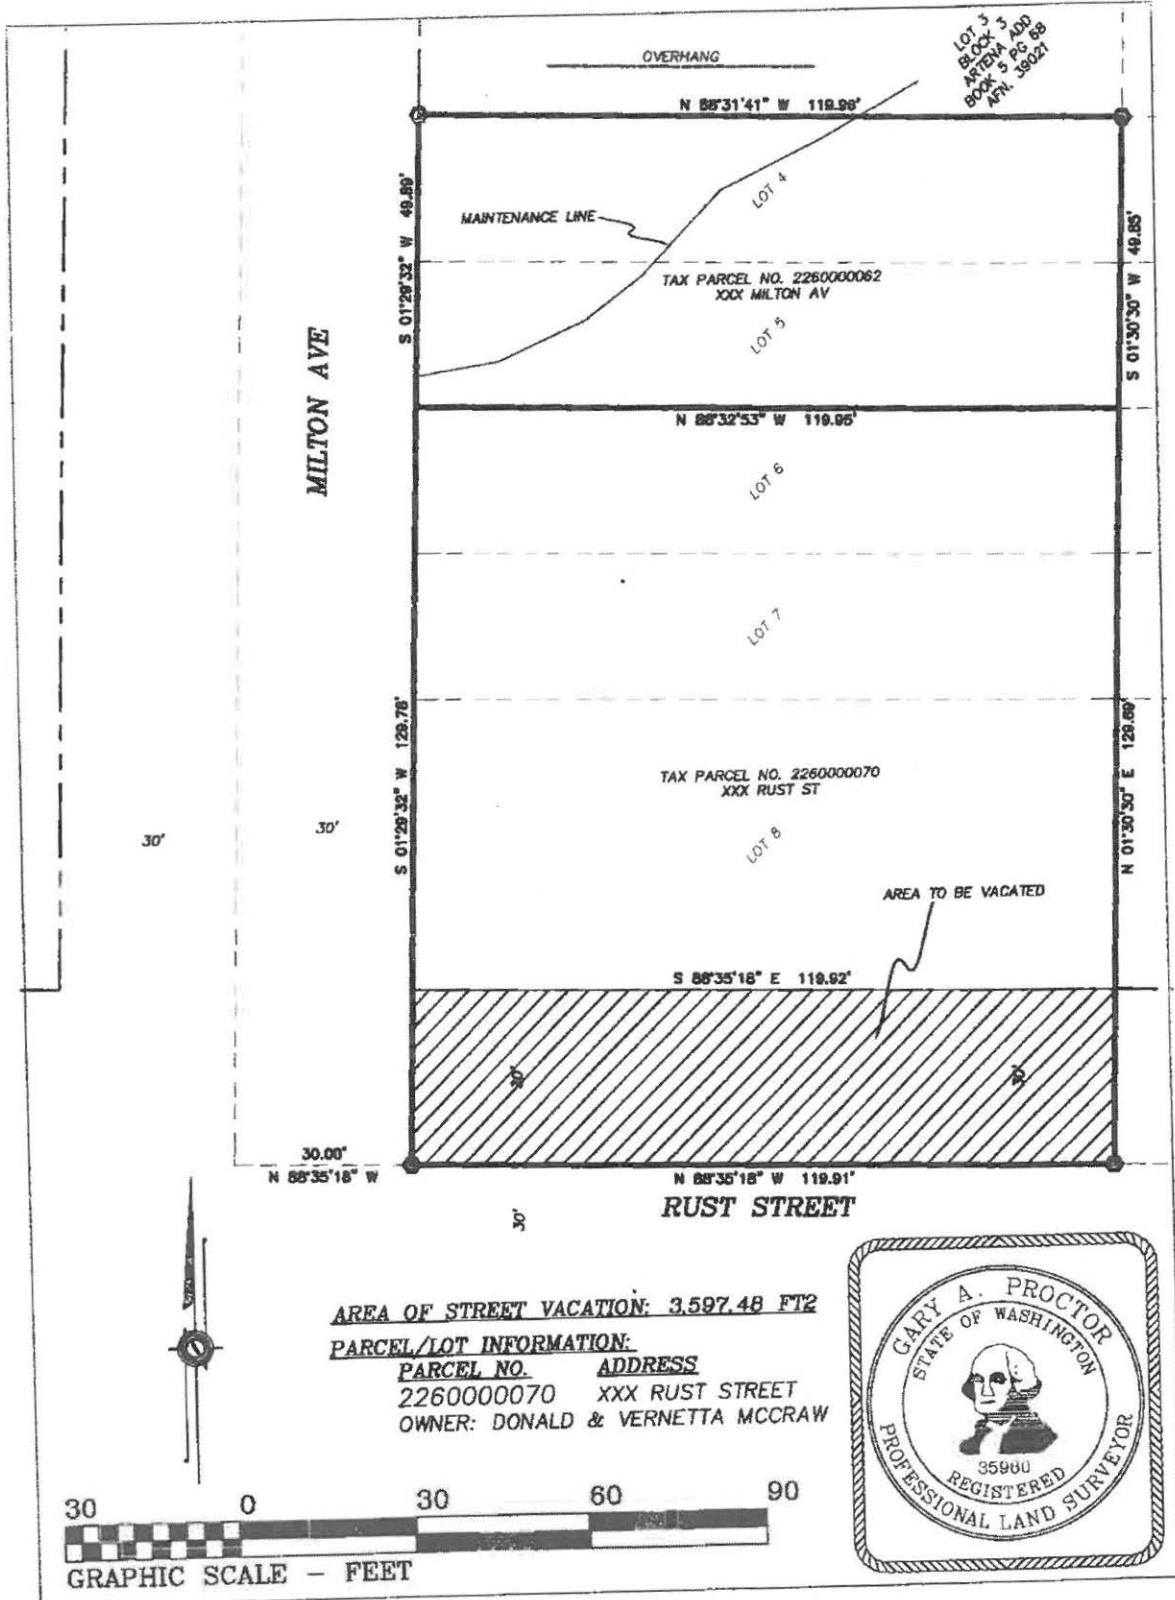 LOT 3
BLOCK 3
ARTENA ADD
BOOK 5 PG 68
AFN. 39021
OVERHANG
N 88°31'41" W 119.96'
S 01°29'32" W 49.89'
LOT 4
MAINTENANCE LINE
S 01°30'30" W 49.85'
TAX PARCEL NO. 2260000062
XXX MILTON AV
LOT 5
MILTON AVE
N 88°32'53" W 119.95'
LOT 6
LOT 7
S 01°29'32" W 129.78'
N 01°30'30" E 129.69'
TAX PARCEL NO. 2260000070
XXX RUST ST
30'
30'
LOT 8
AREA TO BE VACATED
S 88°35'18" E 119.92'
30'
30'
30.00'
N 88°35'18" W
N 88°35'18" W 119.91'
RUST STREET
30'
AREA OF STREET VACATION: 3,597.48 FT2
PARCEL/LOT INFORMATION:
PARCEL NO. ADDRESS
2260000070 XXX RUST STREET
OWNER: DONALD & VERNETTA MCCRAW
GARY A. PROCTOR
STATE OF WASHINGTON
35980
REGISTERED
PROFESSIONAL LAND SURVEYOR
30 0 30 60 90
GRAPHIC SCALE - FEET